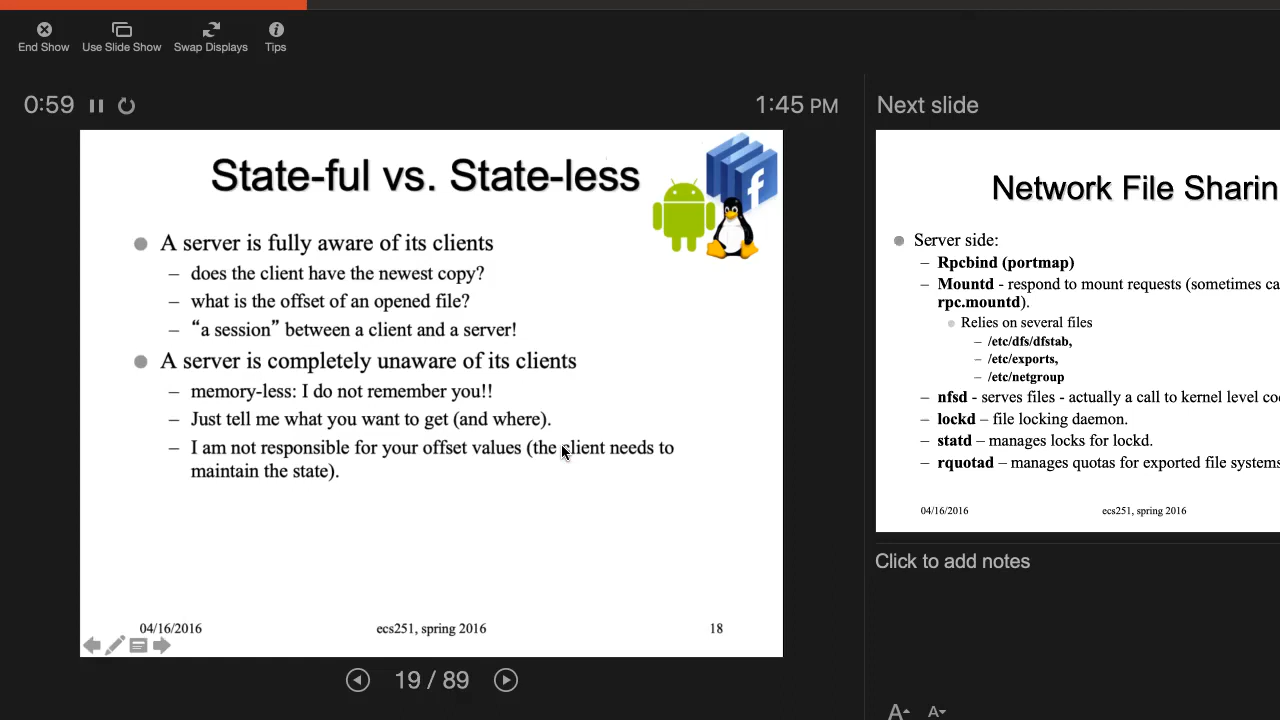 End Show
Use Slide Show
Swap Displays
Tips
0:59
1:45 PM
State-ful vs. State-less
f
A server is fully aware of its clients
– does the client have the newest copy?
– what is the offset of an opened file?
– “a session” between a client and a server!
A server is completely unaware of its clients
– memory-less: I do not remember you!!
– Just tell me what you want to get (and where).
– I am not responsible for your offset values (the client needs to
maintain the state).
04/16/2016
ecs251, spring 2016
18
19 / 89
Next slide
Network File
Server side:
– Rpcbind (portmap)
– Mountd - respond to mount requests (sometimes
rpc.mountd).
Relies on several files
– /etc/dfs/dfstab,
– /etc/exports,
– /etc/netgroup
– nfsd - serves files - actually a call to kernel level
– lockd – file locking daemon.
– statd – manages locks for lockd.
– rquotad – manages quotas for exported file systems
04/16/2016
ecs251, spring 2016
Click to add notes
A
A